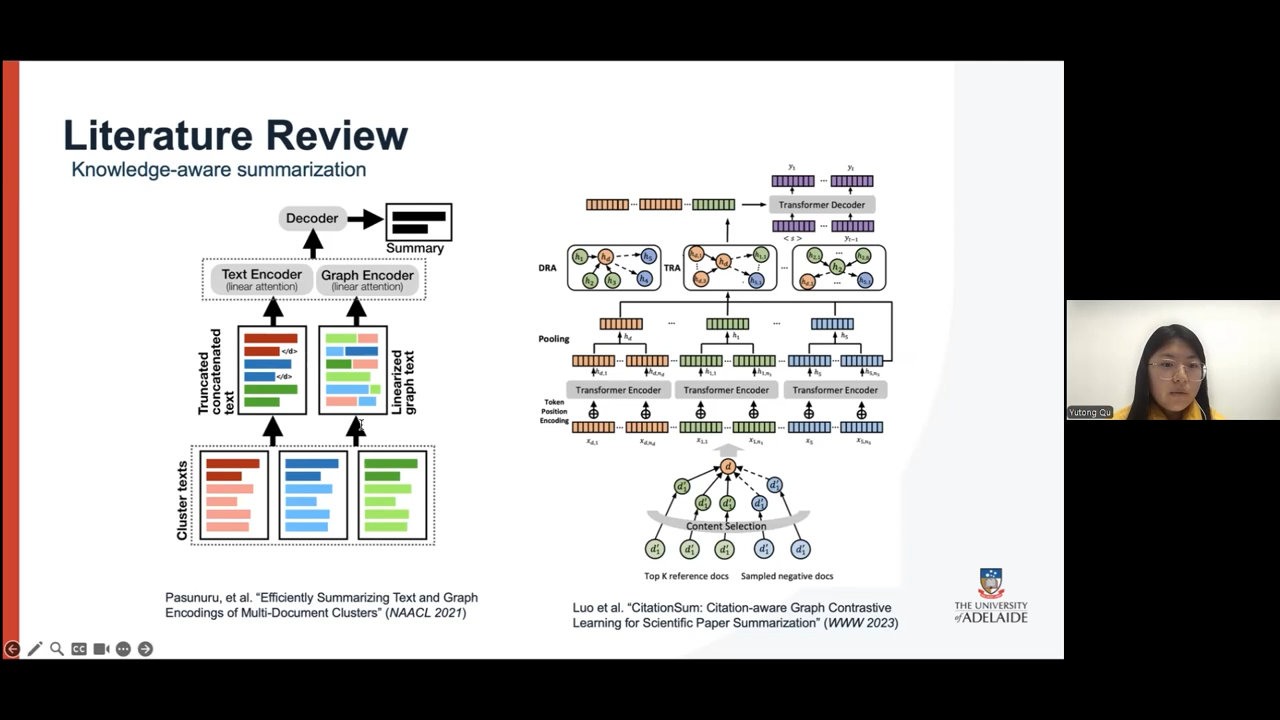 Literature Review
Knowledge-aware summarization
Decoder
Summary
Text Encoder
(linear attention)
Graph Encoder
(linear attention)
Truncated
concatenated
text
</d>
</d>
Linearized
graph text
Cluster texts
Pasunuru, et al. “Efficiently Summarizing Text and Graph
Encodings of Multi-Document Clusters” (NAACL 2021)
Transformer Decoder
< s >
DRA
TRA
Pooling
Transformer Encoder
Transformer Encoder
Transformer Encoder
Token
Position
Encoding
d
Content Selection
Top K reference docs
Sampled negative docs
Luo et al. “CitationSum: Citation-aware Graph Contrastive
Learning for Scientific Paper Summarization” (WWW 2023)
THE UNIVERSITY
of ADELAIDE
CC
Yutong Qu